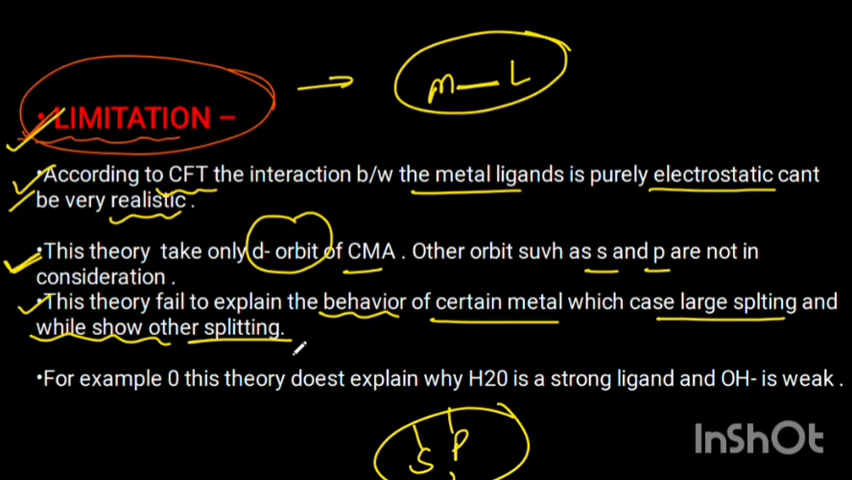 M — L
• LIMITATION –
•According to CFT the interaction b/w the metal ligands is purely electrostatic cant
be very realistic .
•This theory take only d- orbit of CMA . Other orbit suvh as s and p are not in
consideration .
•This theory fail to explain the behavior of certain metal which case large splting and
while show other splitting.
•For example 0 this theory doest explain why H20 is a strong ligand and OH- is weak .
S P
InShOt